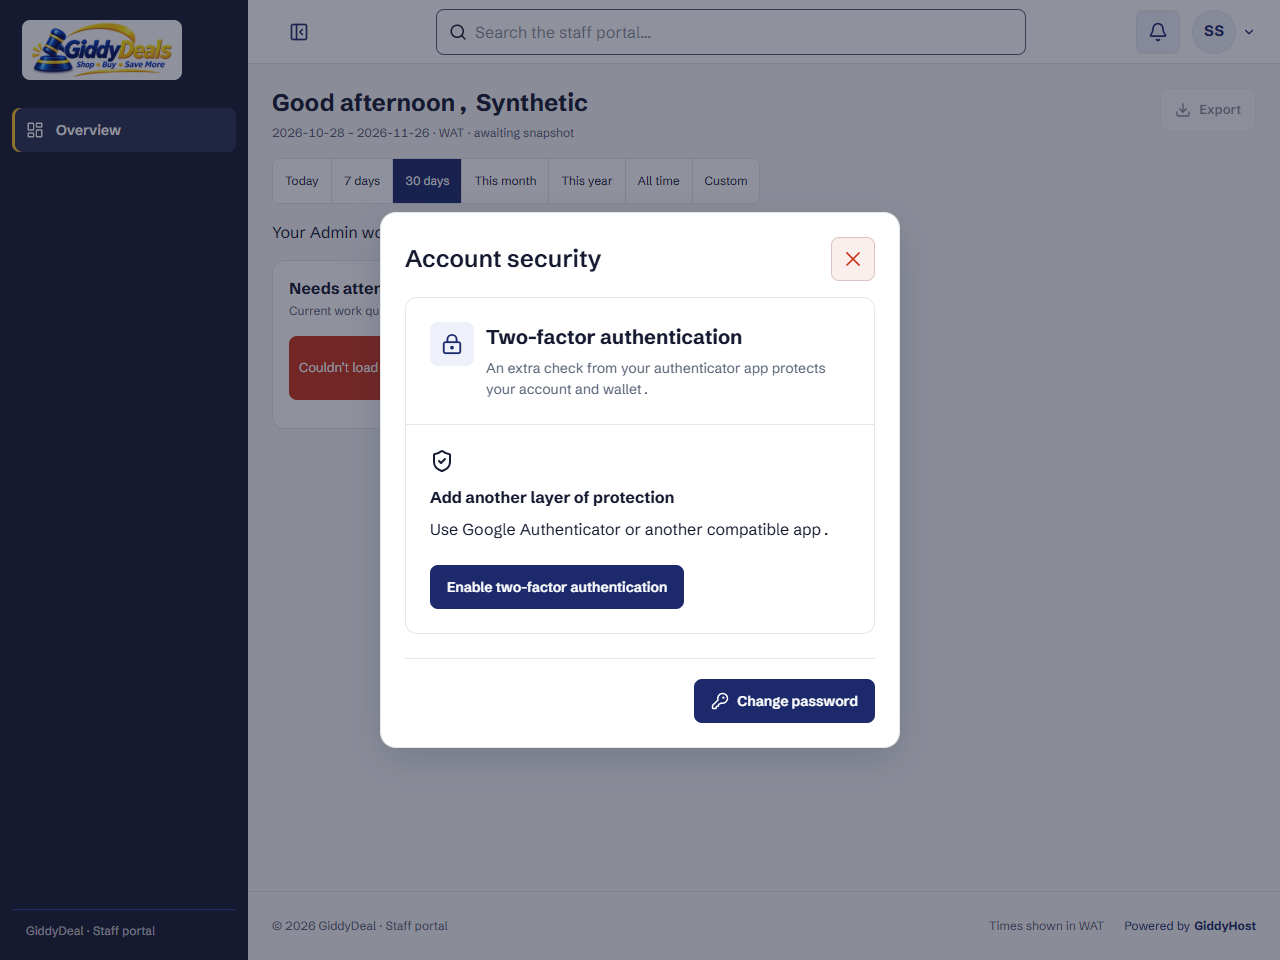 GiddyDeals
Shop • Buy • Save More
Search the staff portal...
SS
Overview
Good afternoon, Synthetic
2026-10-28 – 2026-11-26 · WAT · awaiting snapshot
Export
Today
7 days
30 days
This month
This year
All time
Custom
Your Admin
Needs
Current work
Couldn't load
Account security
Two-factor authentication
An extra check from your authenticator app protects
your account and wallet.
Add another layer of protection
Use Google Authenticator or another compatible app.
Enable two-factor authentication
Change password
GiddyDeal · Staff portal
© 2026 GiddyDeal · Staff portal
Times shown in WAT
Powered by GiddyHost